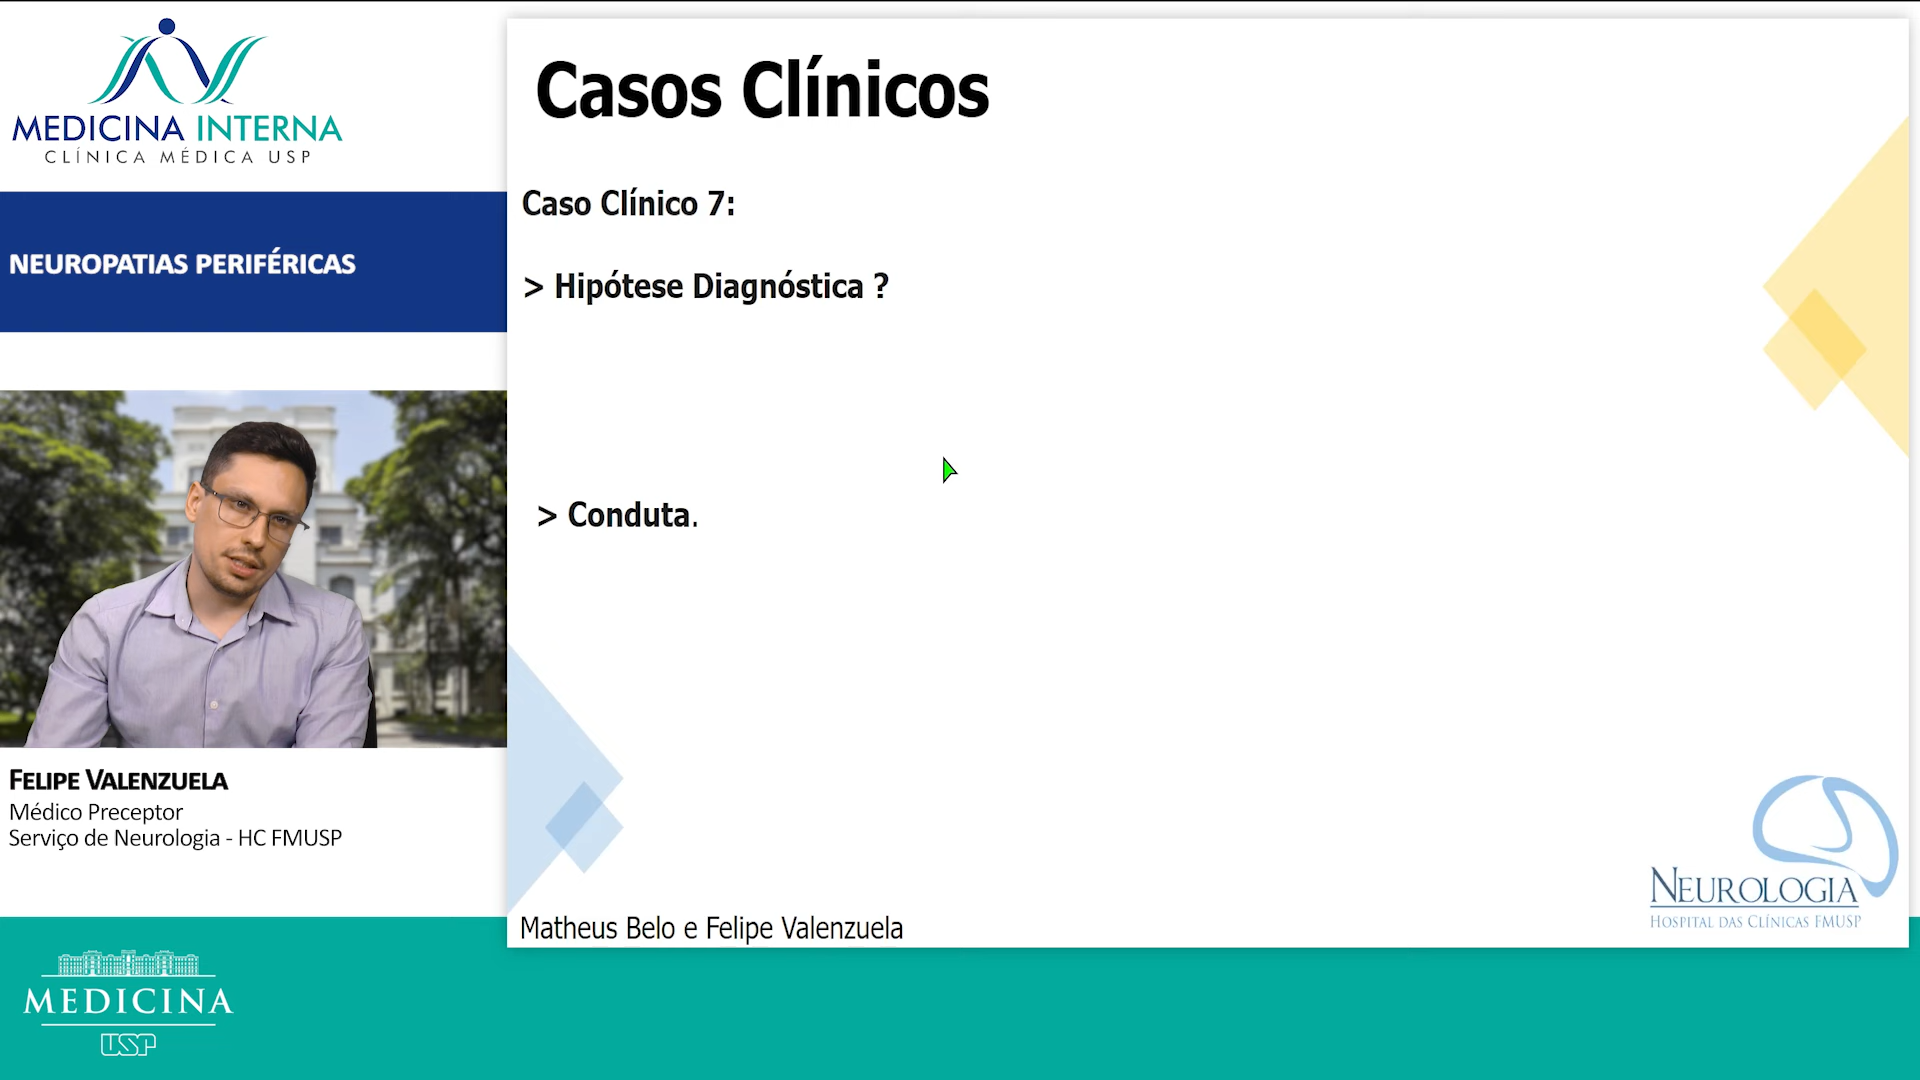 MEDICINA INTERNA
CLÍNICA MÉDICA USP
NEUROPATIAS PERIFÉRICAS
FELIPE VALENZUELA
Médico Preceptor
Serviço de Neurologia - HC FMUSP
MEDICINA
USP
Casos Clínicos
Caso Clínico 7:
> Hipótese Diagnóstica ?
> Conduta.
Matheus Belo e Felipe Valenzuela
NEUROLOGIA
HOSPITAL DAS CLÍNICAS FMUSP